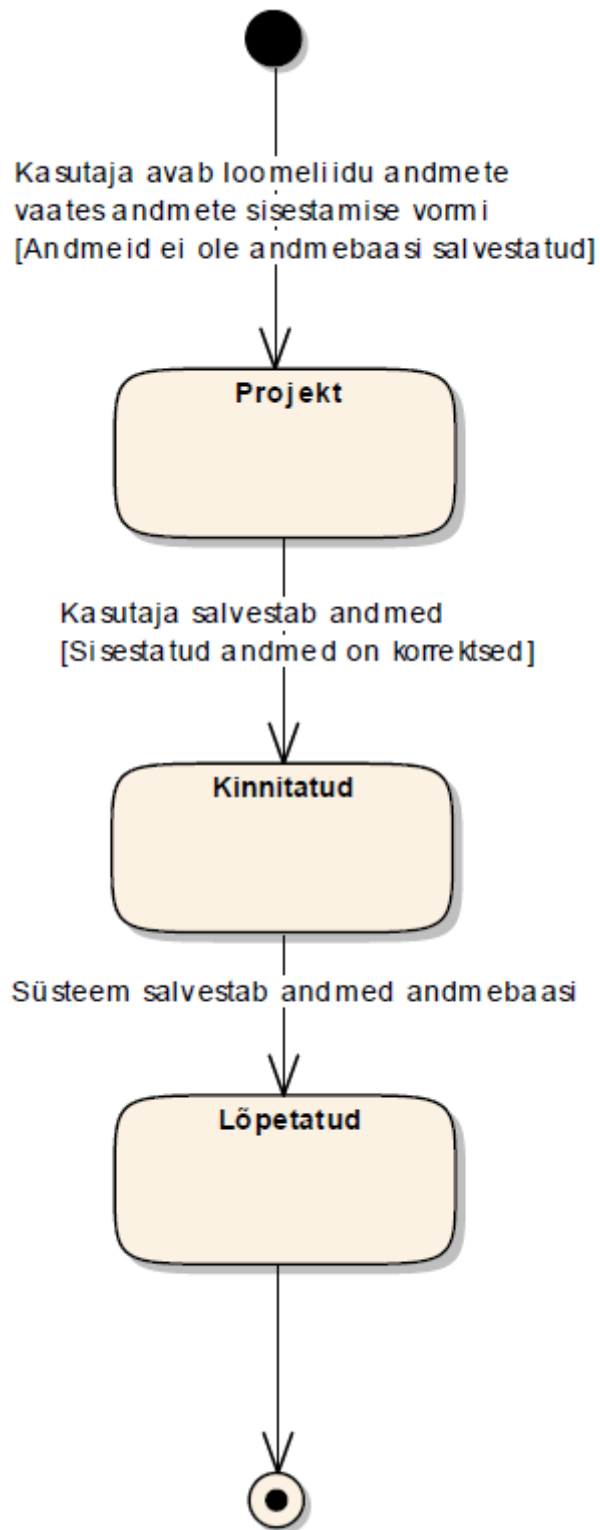 Kasutaja avab loomeliidu andmete
vaates andmete sisestamise vormi
[Andmeid ei ole andmebaasi salvestatud]
Projekt
Kasutaja salvestab andmed
[Sisestatud andmed on korrektsed]
Kinnitatud
Süsteem salvestab andmed andmebaasi
Lõpetatud